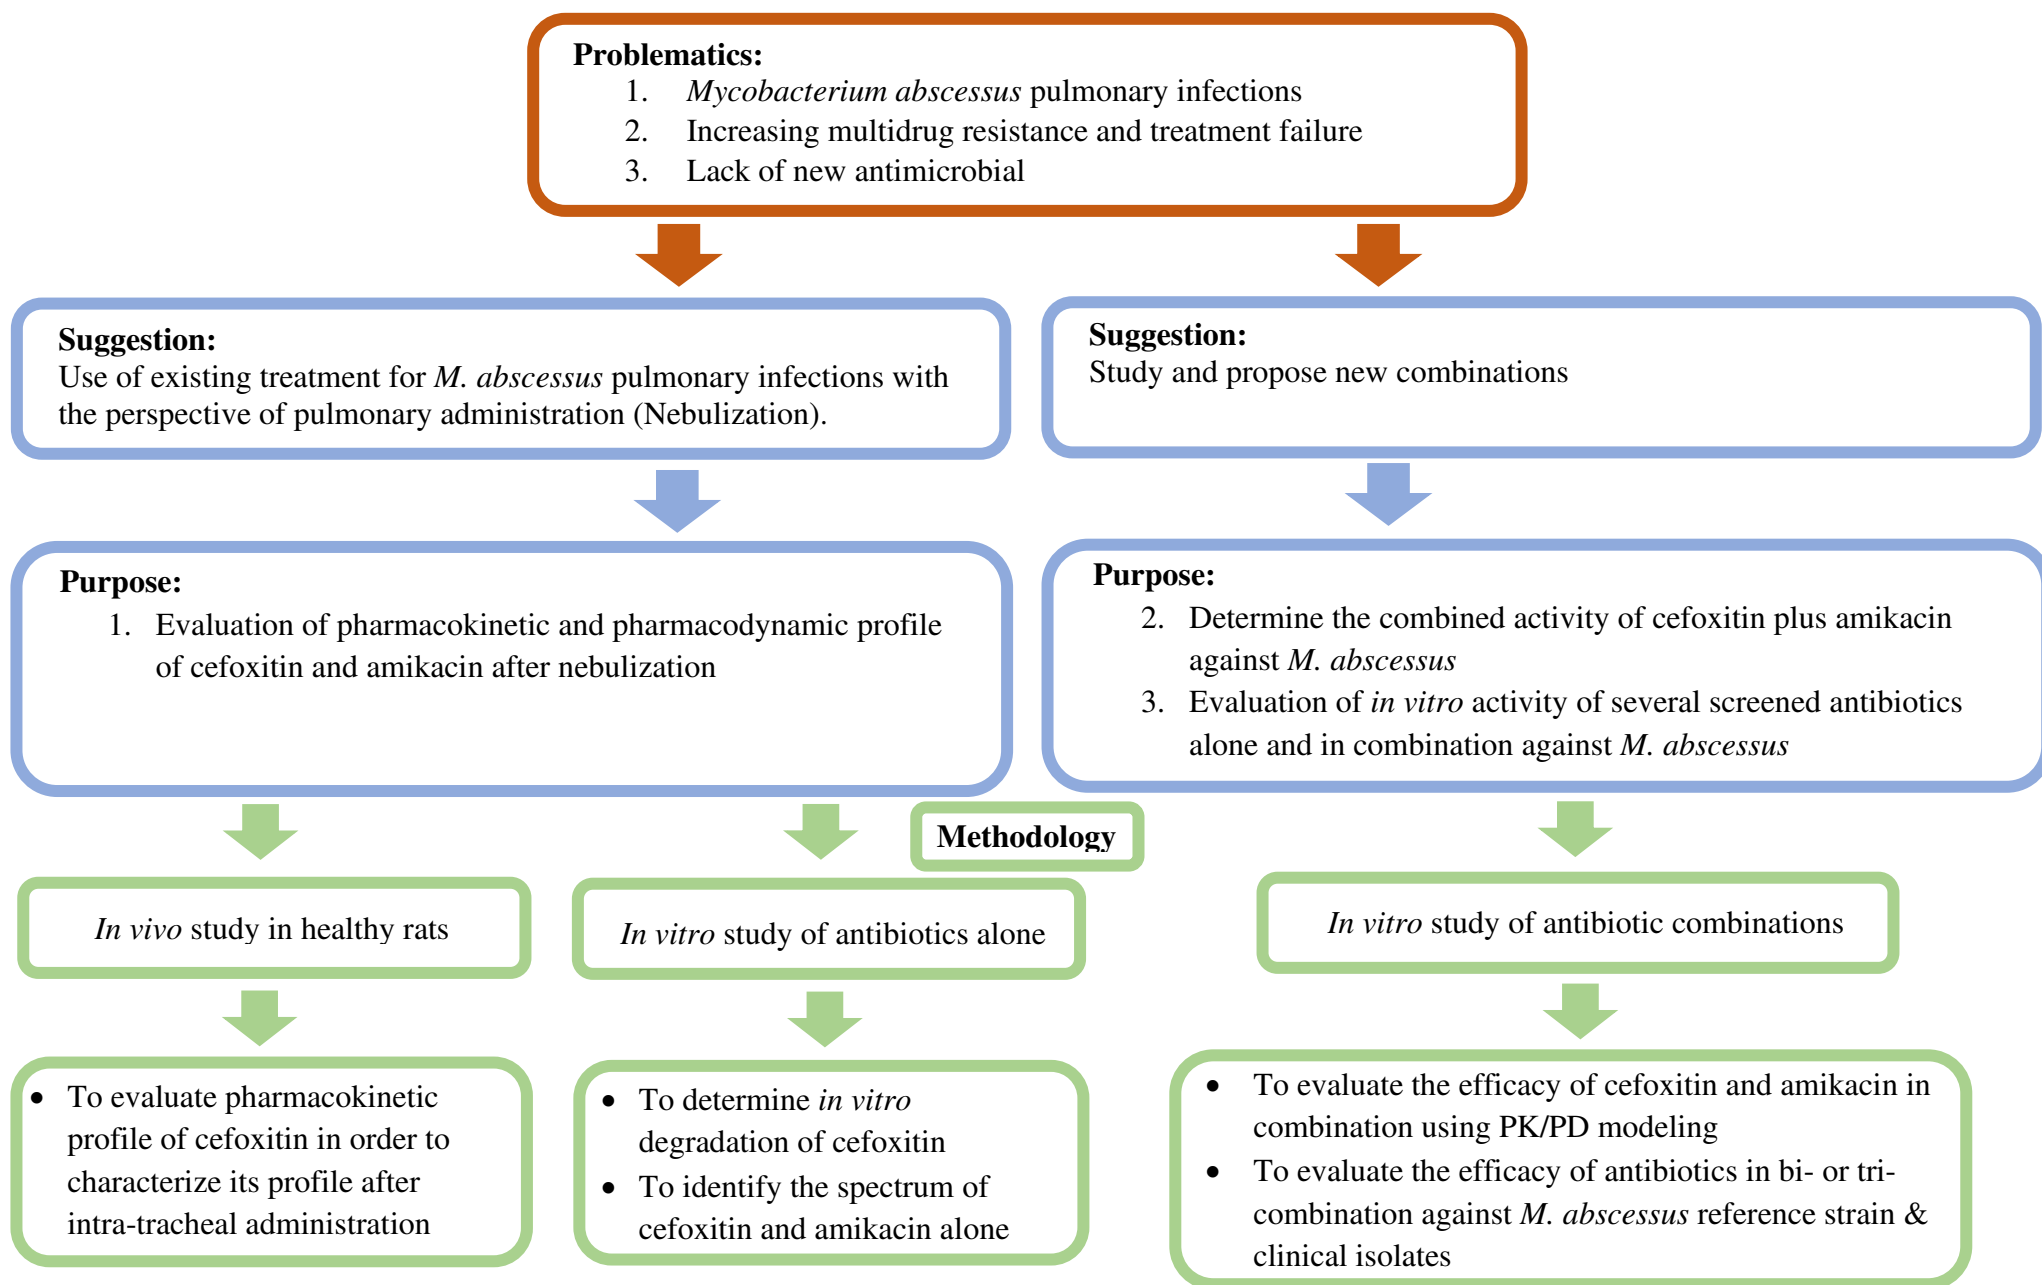 Problematics:
1. Mycobacterium abscessus pulmonary infections
2. Increasing multidrug resistance and treatment failure
3. Lack of new antimicrobial
Suggestion:
Use of existing treatment for M. abscessus pulmonary infections with
the perspective of pulmonary administration (Nebulization).
Suggestion:
Study and propose new combinations
Purpose:
1. Evaluation of pharmacokinetic and pharmacodynamic profile
of cefoxitin and amikacin after nebulization
Purpose:
2. Determine the combined activity of cefoxitin plus amikacin
against M. abscessus
3. Evaluation of in vitro activity of several screened antibiotics
alone and in combination against M. abscessus
Methodology
In vivo study in healthy rats
In vitro study of antibiotics alone
In vitro study of antibiotic combinations
• To evaluate pharmacokinetic
profile of cefoxitin in order to
characterize its profile after
intra-tracheal administration
• To determine in vitro
degradation of cefoxitin
• To identify the spectrum of
cefoxitin and amikacin alone
• To evaluate the efficacy of cefoxitin and amikacin in
combination using PK/PD modeling
• To evaluate the efficacy of antibiotics in bi- or tri-
combination against M. abscessus reference strain &
clinical isolates